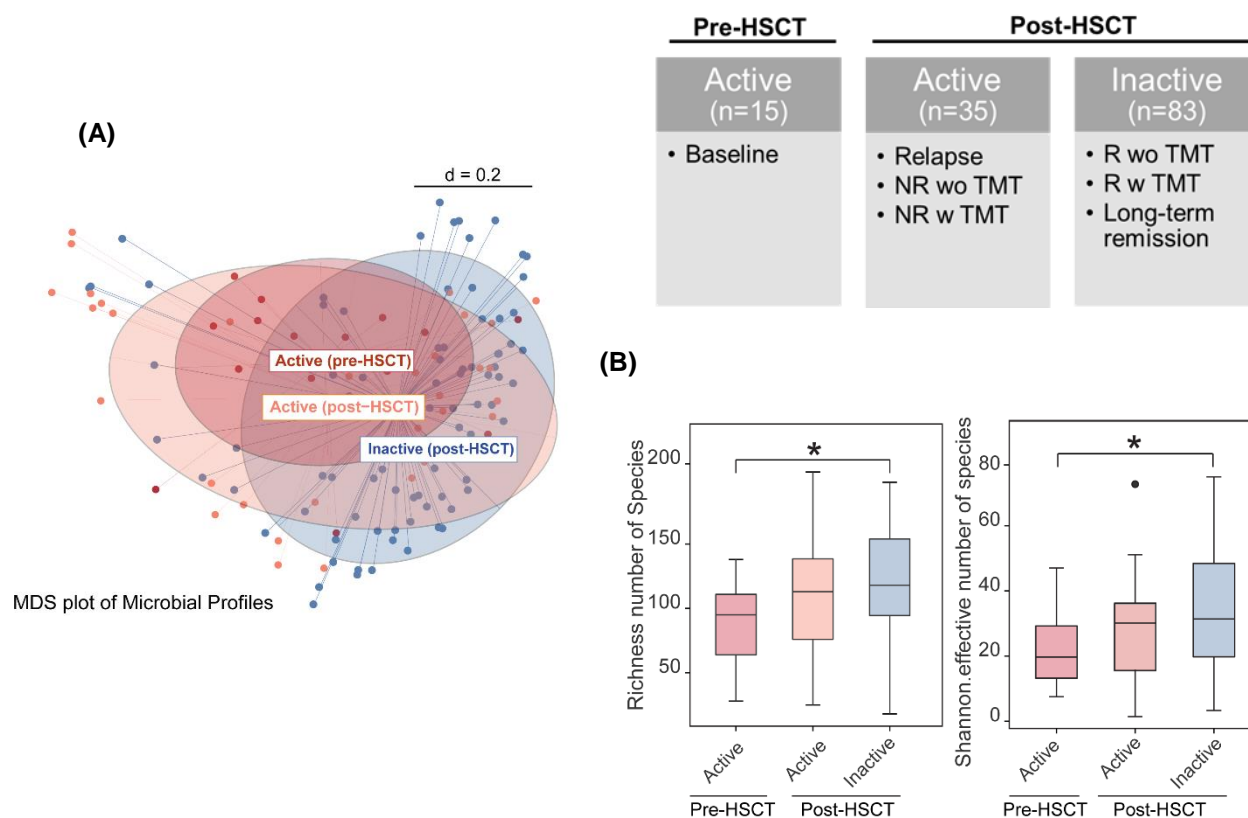 (A)
d = 0.2
Active (pre-HSCT)
Active (post-HSCT)
Inactive (post-HSCT)
MDS plot of Microbial Profiles
Pre-HSCT
Post-HSCT
Active
(n=15)
Active
(n=35)
Inactive
(n=83)
• Baseline
• Relapse
• NR wo TMT
• NR w TMT
• R wo TMT
• R w TMT
• Long-term
remission
(B)
Richness number of Species
200
150
100
50
*
Active
Active
Inactive
Pre-HSCT
Post-HSCT
Shannon.effective number of species
80
60
40
20
0
*
Active
Active
Inactive
Pre-HSCT
Post-HSCT